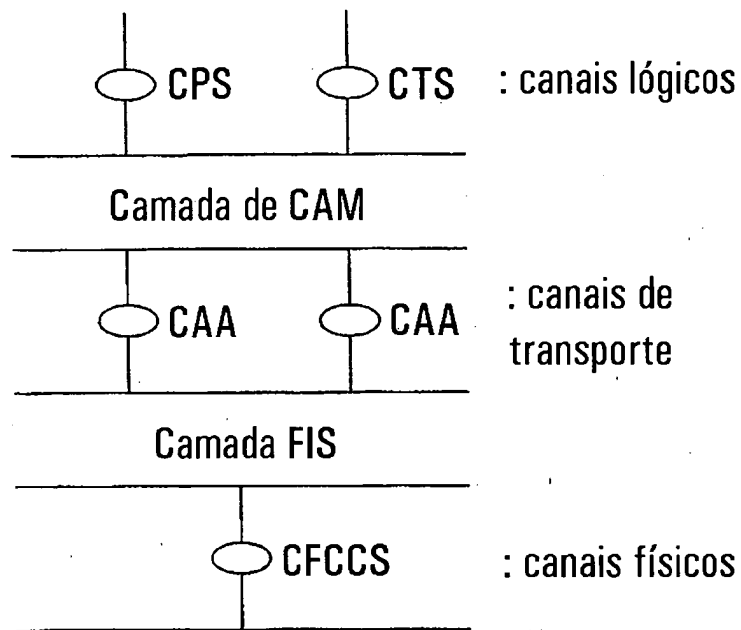 CPS CTS : canais lógicos
Camada de CAM
CAA CAA : canais de
transporte
Camada FIS
CFCCS : canais físicos